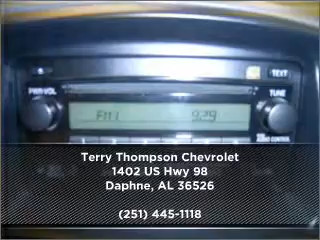 TEXT
PWR·VOL
TUNE
FM1 9:29
Terry Thompson Chevrolet
1402 US Hwy 98
Daphne, AL 36526
(251) 445-1118